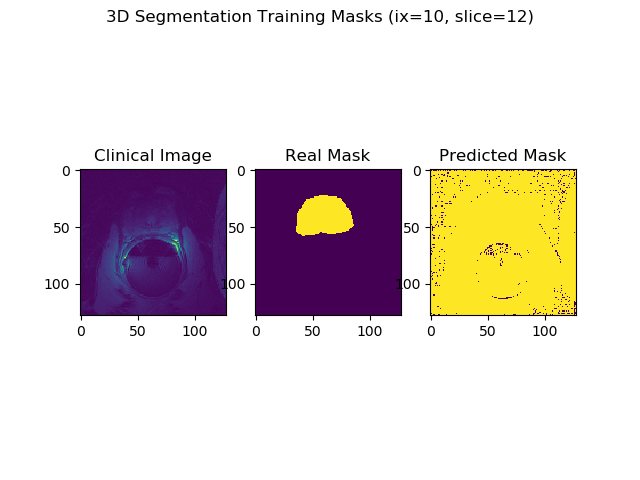 3D Segmentation Training Masks (ix=10, slice=12)
Clinical Image Real Mask Predicted Mask
0 0 0
50 50 50
100 100 100
0 100 0 50 100 0 50 100